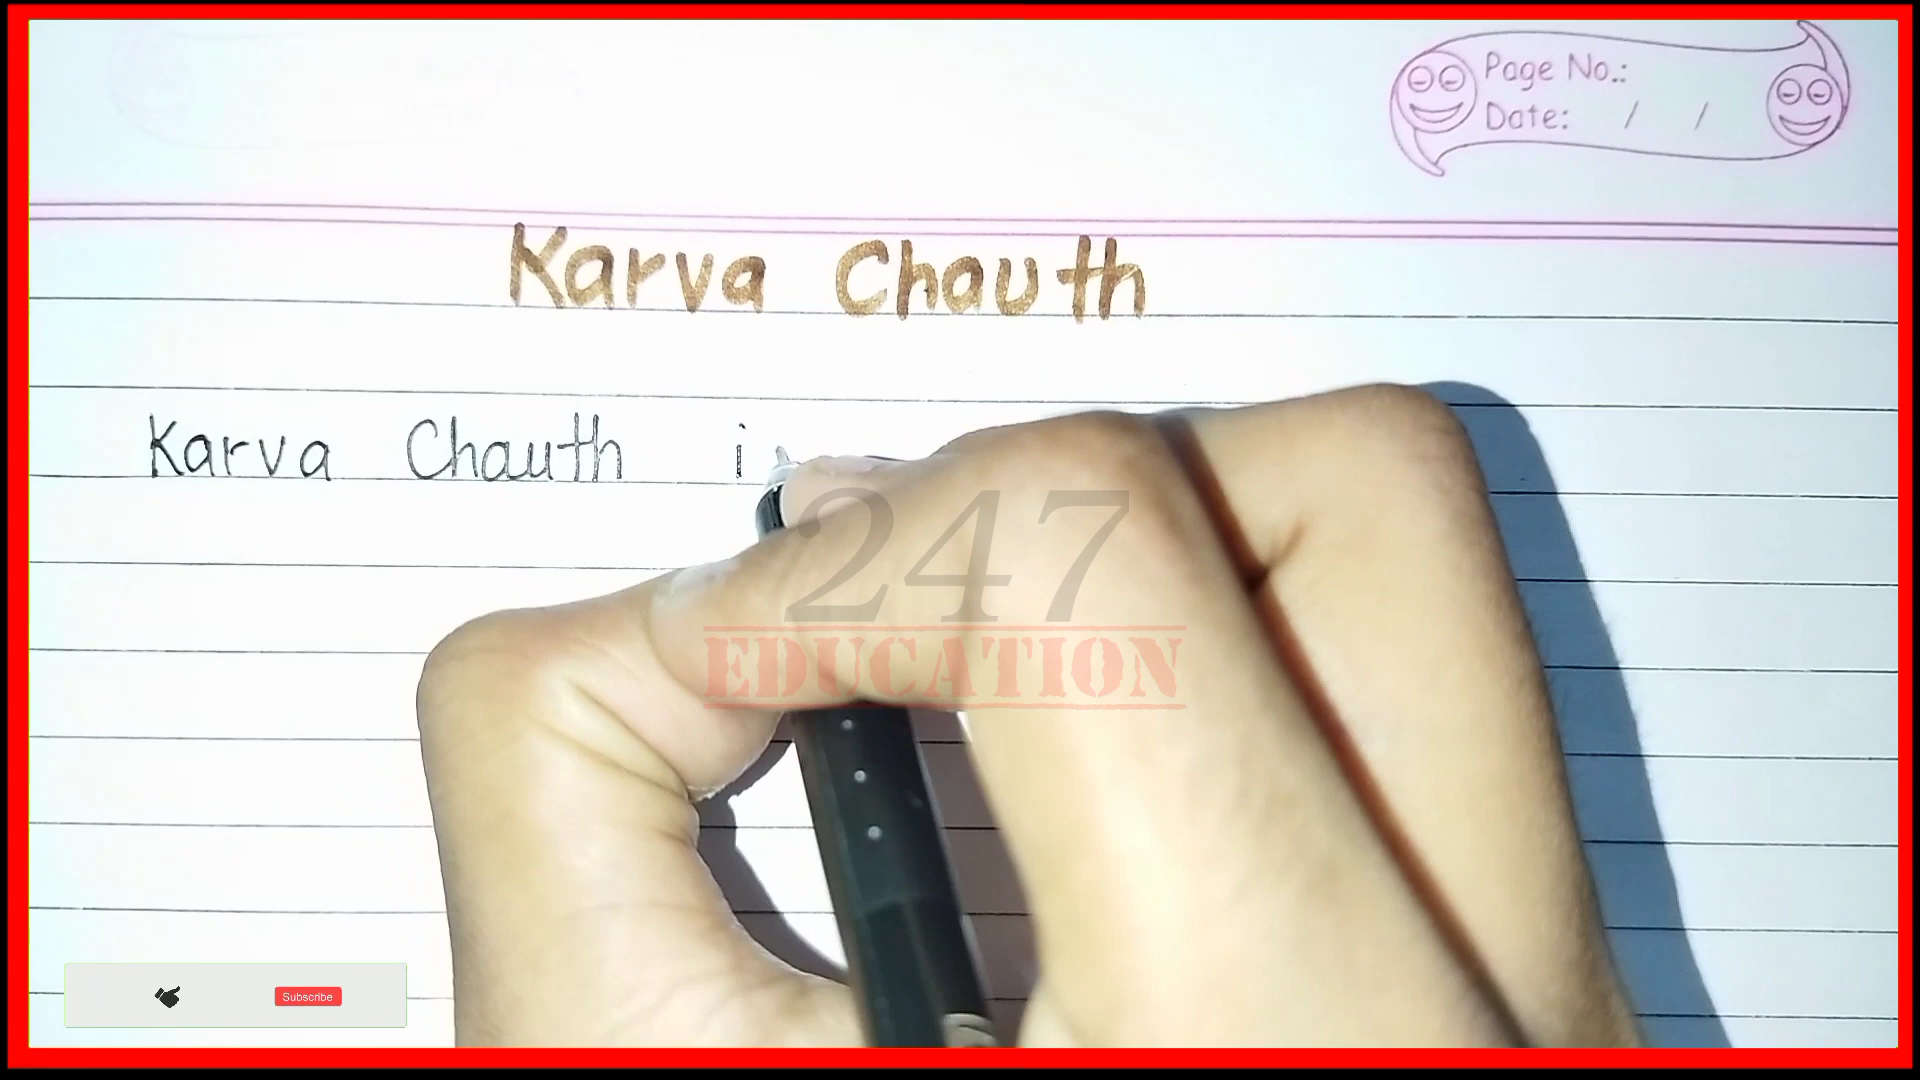 Page No.:
Date: / /
Karva Chauth
Karva Chauth i
247
EDUCATION
Subscribe